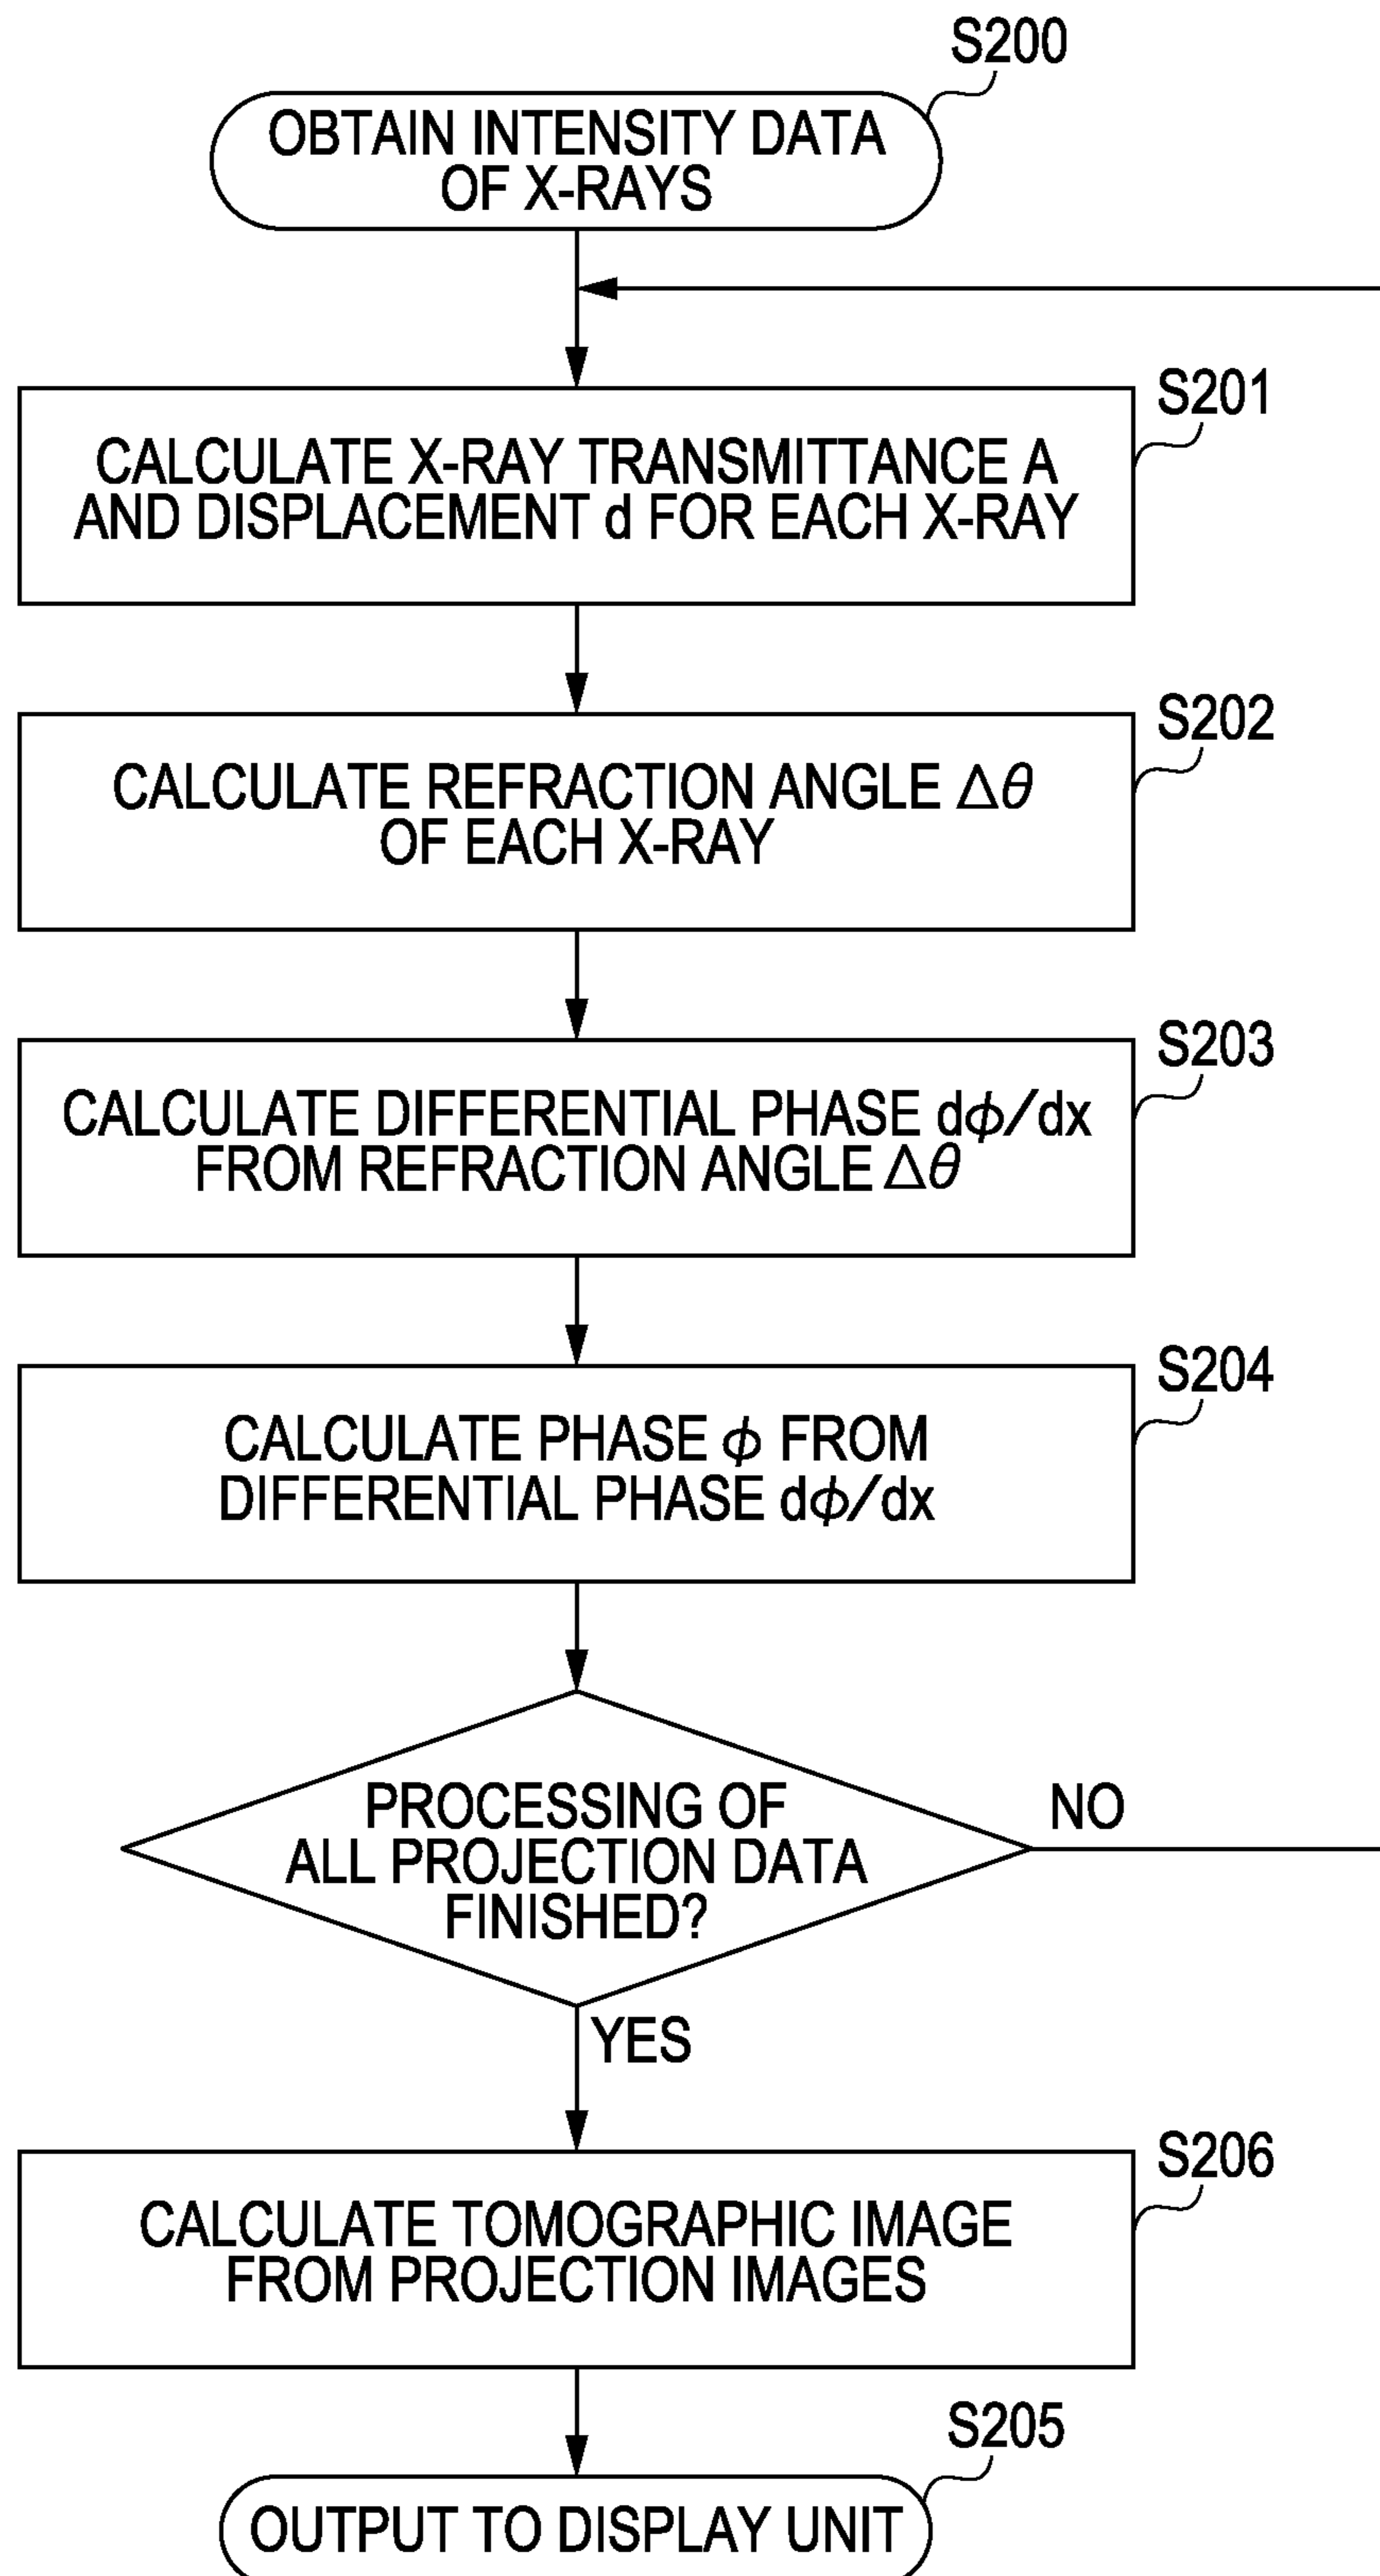 S200
OBTAIN INTENSITY DATA
OF X-RAYS
S201
CALCULATE X-RAY TRANSMITTANCE A
AND DISPLACEMENT d FOR EACH X-RAY
S202
CALCULATE REFRACTION ANGLE Δθ
OF EACH X-RAY
S203
CALCULATE DIFFERENTIAL PHASE dϕ/dx
FROM REFRACTION ANGLE Δθ
S204
CALCULATE PHASE ϕ FROM
DIFFERENTIAL PHASE dϕ/dx
PROCESSING OF
ALL PROJECTION DATA
FINISHED?
NO
YES
S206
CALCULATE TOMOGRAPHIC IMAGE
FROM PROJECTION IMAGES
S205
OUTPUT TO DISPLAY UNIT